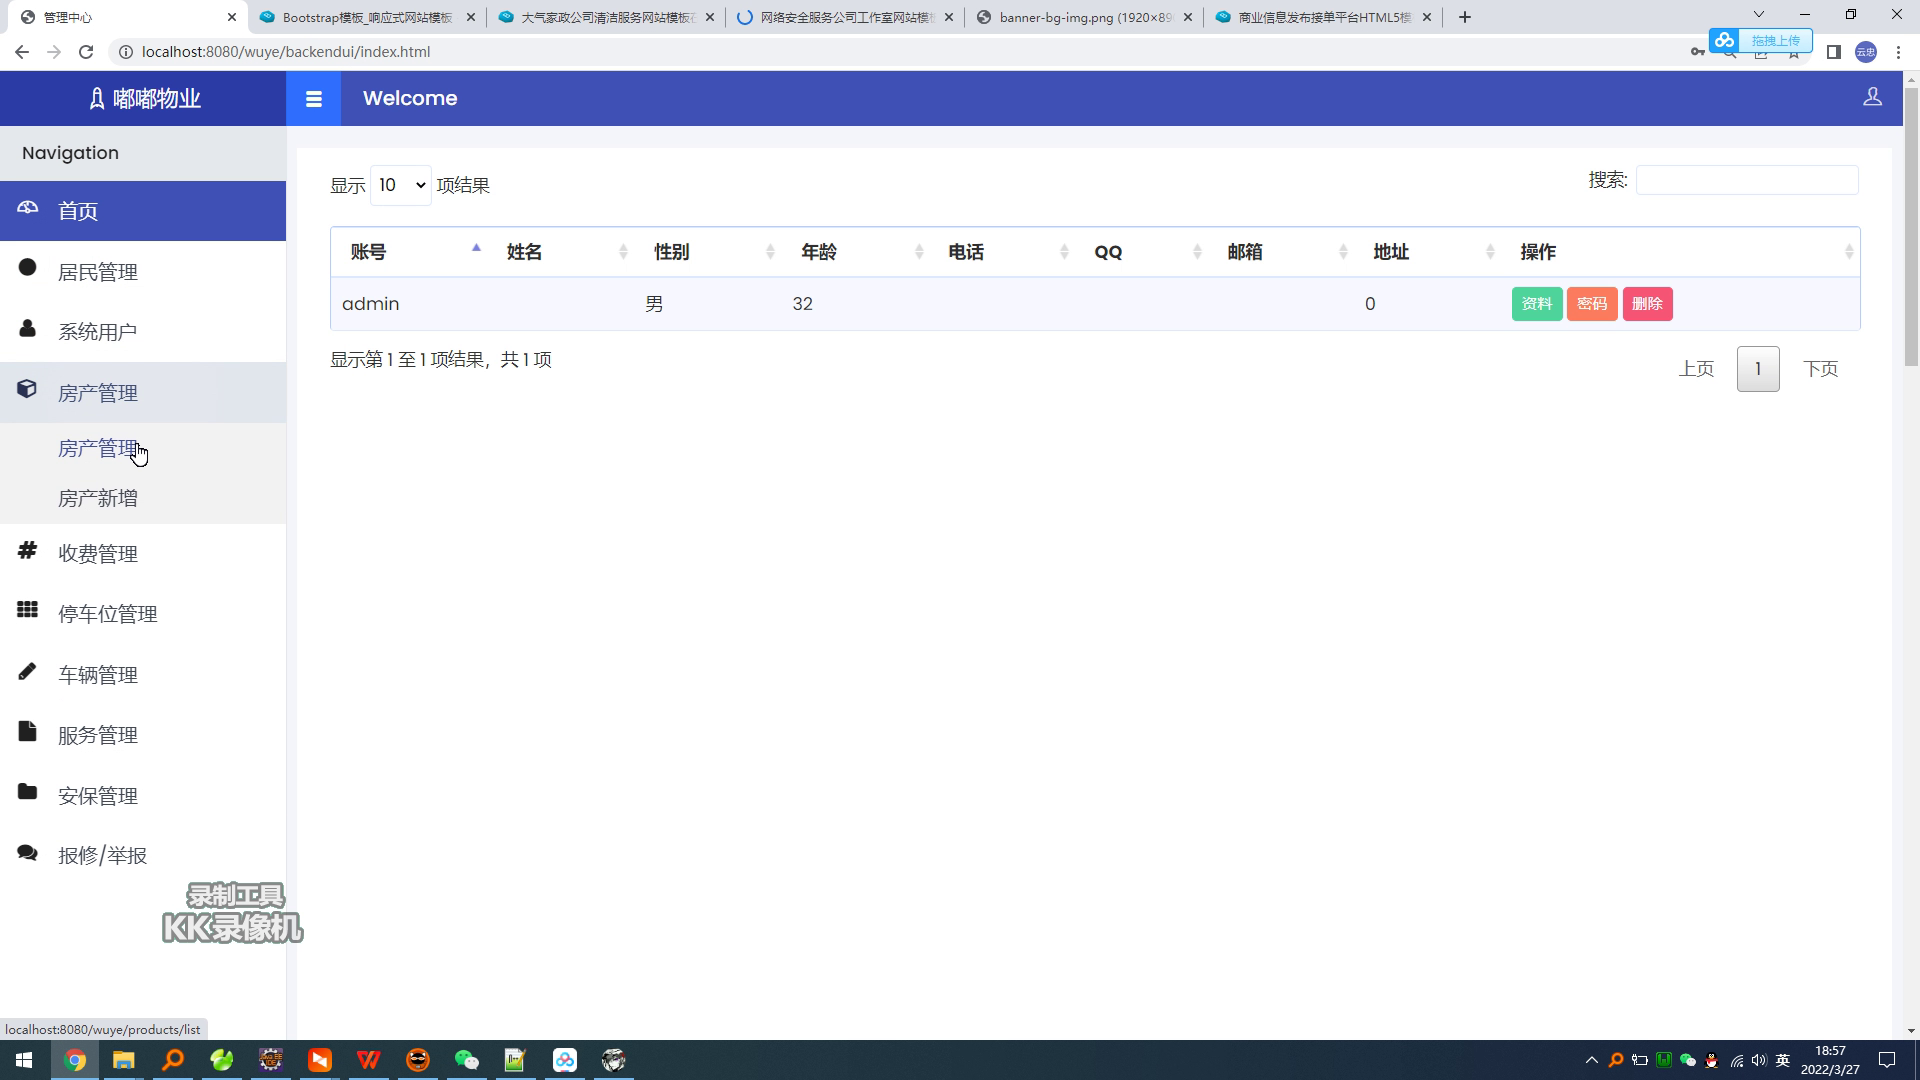 管理中心
Bootstrap模板_响应式网站模板
大气家政公司清洁服务网站模板在
网络安全服务公司工作室网站模板
banner-bg-img.png (1920×89
商业信息发布接单平台HTML5模
localhost:8080/wuye/backendui/index.html
拖拽上传
云忠
嘟嘟物业
Welcome
Navigation
首页
居民管理
系统用户
房产管理
房产管理
房产新增
收费管理
停车位管理
车辆管理
服务管理
安保管理
报修/举报
显示 10 项结果
搜索:
账号 姓名 性别 年龄 电话 QQ 邮箱 地址 操作
admin 男 32 0 资料 密码 删除
显示第 1 至 1 项结果，共 1 项
上页 1 下页
录制工具
KK录像机
localhost:8080/wuye/products/list
英
18:57
2022/3/27